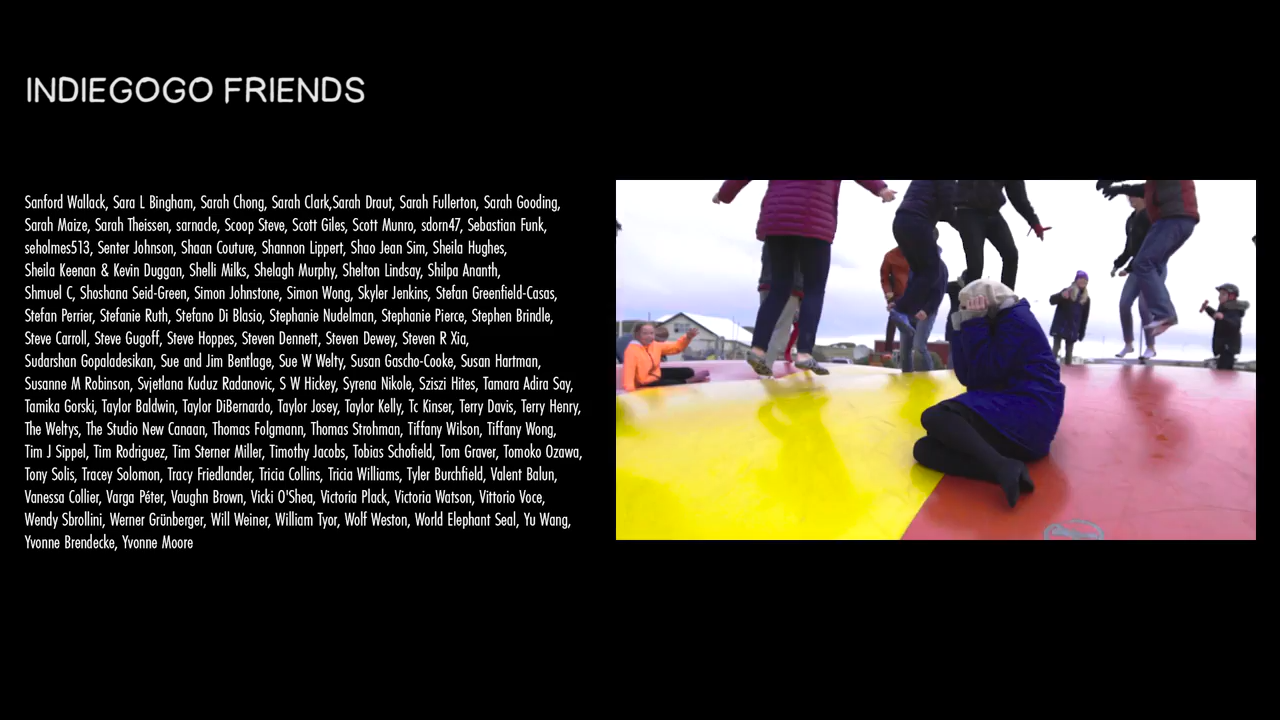 INDIEGOGO FRIENDS
Sanford Wallack, Sara L Bingham, Sarah Chong, Sarah Clark,Sarah Draut, Sarah Fullerton, Sarah Gooding,
Sarah Maize, Sarah Theissen, sarnacle, Scoop Steve, Scott Giles, Scott Munro, sdorn47, Sebastian Funk,
seholmes513, Senter Johnson, Shaan Couture, Shannon Lippert, Shao Jean Sim, Sheila Hughes,
Sheila Keenan & Kevin Duggan, Shelli Milks, Shelagh Murphy, Shelton Lindsay, Shilpa Ananth,
Shmuel C, Shoshana Seid-Green, Simon Johnstone, Simon Wong, Skyler Jenkins, Stefan Greenfield-Casas,
Stefan Perrier, Stefanie Ruth, Stefano Di Blasio, Stephanie Nudelman, Stephanie Pierce, Stephen Brindle,
Steve Carroll, Steve Gugoff, Steve Hoppes, Steven Dennett, Steven Dewey, Steven R Xia,
Sudarshan Gopaladesikan, Sue and Jim Bentlage, Sue W Welty, Susan Gascho-Cooke, Susan Hartman,
Susanne M Robinson, Svjetlana Kuduz Radanovic, S W Hickey, Syrena Nikole, Sziszi Hites, Tamara Adira Say,
Tamika Gorski, Taylor Baldwin, Taylor DiBernardo, Taylor Josey, Taylor Kelly, Tc Kinser, Terry Davis, Terry Henry,
The Weltys, The Studio New Canaan, Thomas Folgmann, Thomas Strohman, Tiffany Wilson, Tiffany Wong,
Tim J Sippel, Tim Rodriguez, Tim Sterner Miller, Timothy Jacobs, Tobias Schofield, Tom Graver, Tomoko Ozawa,
Tony Solis, Tracey Solomon, Tracy Friedlander, Tricia Collins, Tricia Williams, Tyler Burchfield, Valent Balun,
Vanessa Collier, Varga Péter, Vaughn Brown, Vicki O'Shea, Victoria Plack, Victoria Watson, Vittorio Voce,
Wendy Sbrollini, Werner Grünberger, Will Weiner, William Tyor, Wolf Weston, World Elephant Seal, Yu Wang,
Yvonne Brendecke, Yvonne Moore